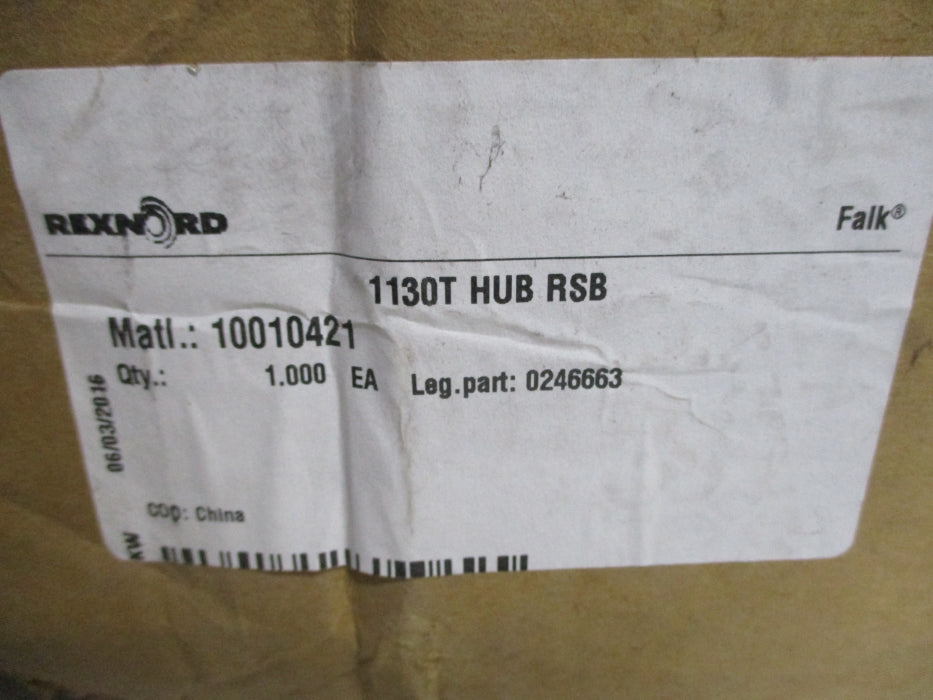 REXNORD Falk®
1130T HUB RSB
Matl.: 10010421
Qty.: 1.000 EA Leg.part: 0246663
06/03/2016
COO: China
KW